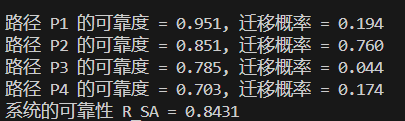 路径 P1 的可靠度 = 0.951, 迁移概率 = 0.194
路径 P2 的可靠度 = 0.851, 迁移概率 = 0.760
路径 P3 的可靠度 = 0.785, 迁移概率 = 0.044
路径 P4 的可靠度 = 0.703, 迁移概率 = 0.174
系统的可靠性 R_SA = 0.8431